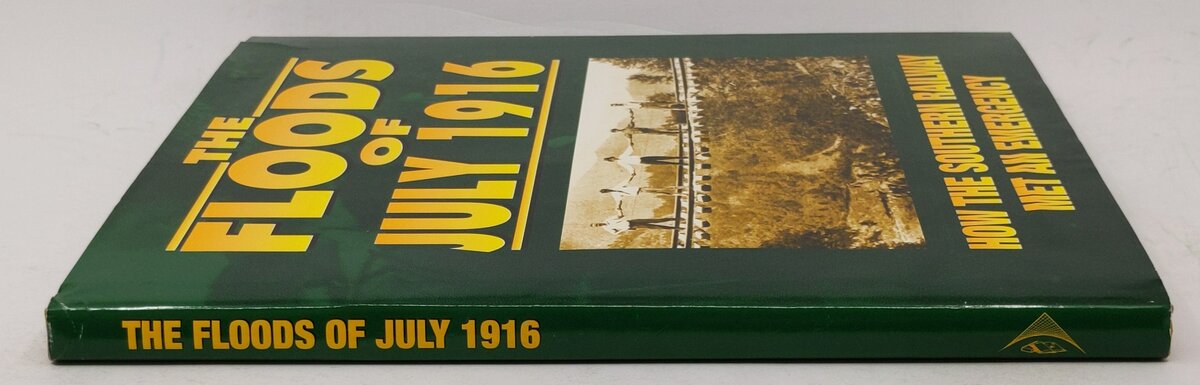 THE
FLOODS
OF
JULY 1916
HOW THE SOUTHERN RAILWAY
MET AN EMERGENCY
THE FLOODS OF JULY 1916